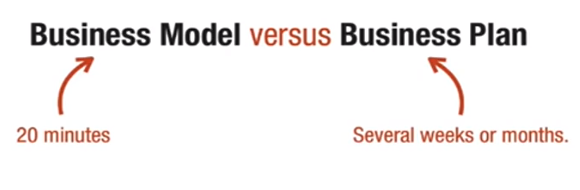 Business Model versus Business Plan
20 minutes
Several weeks or months.